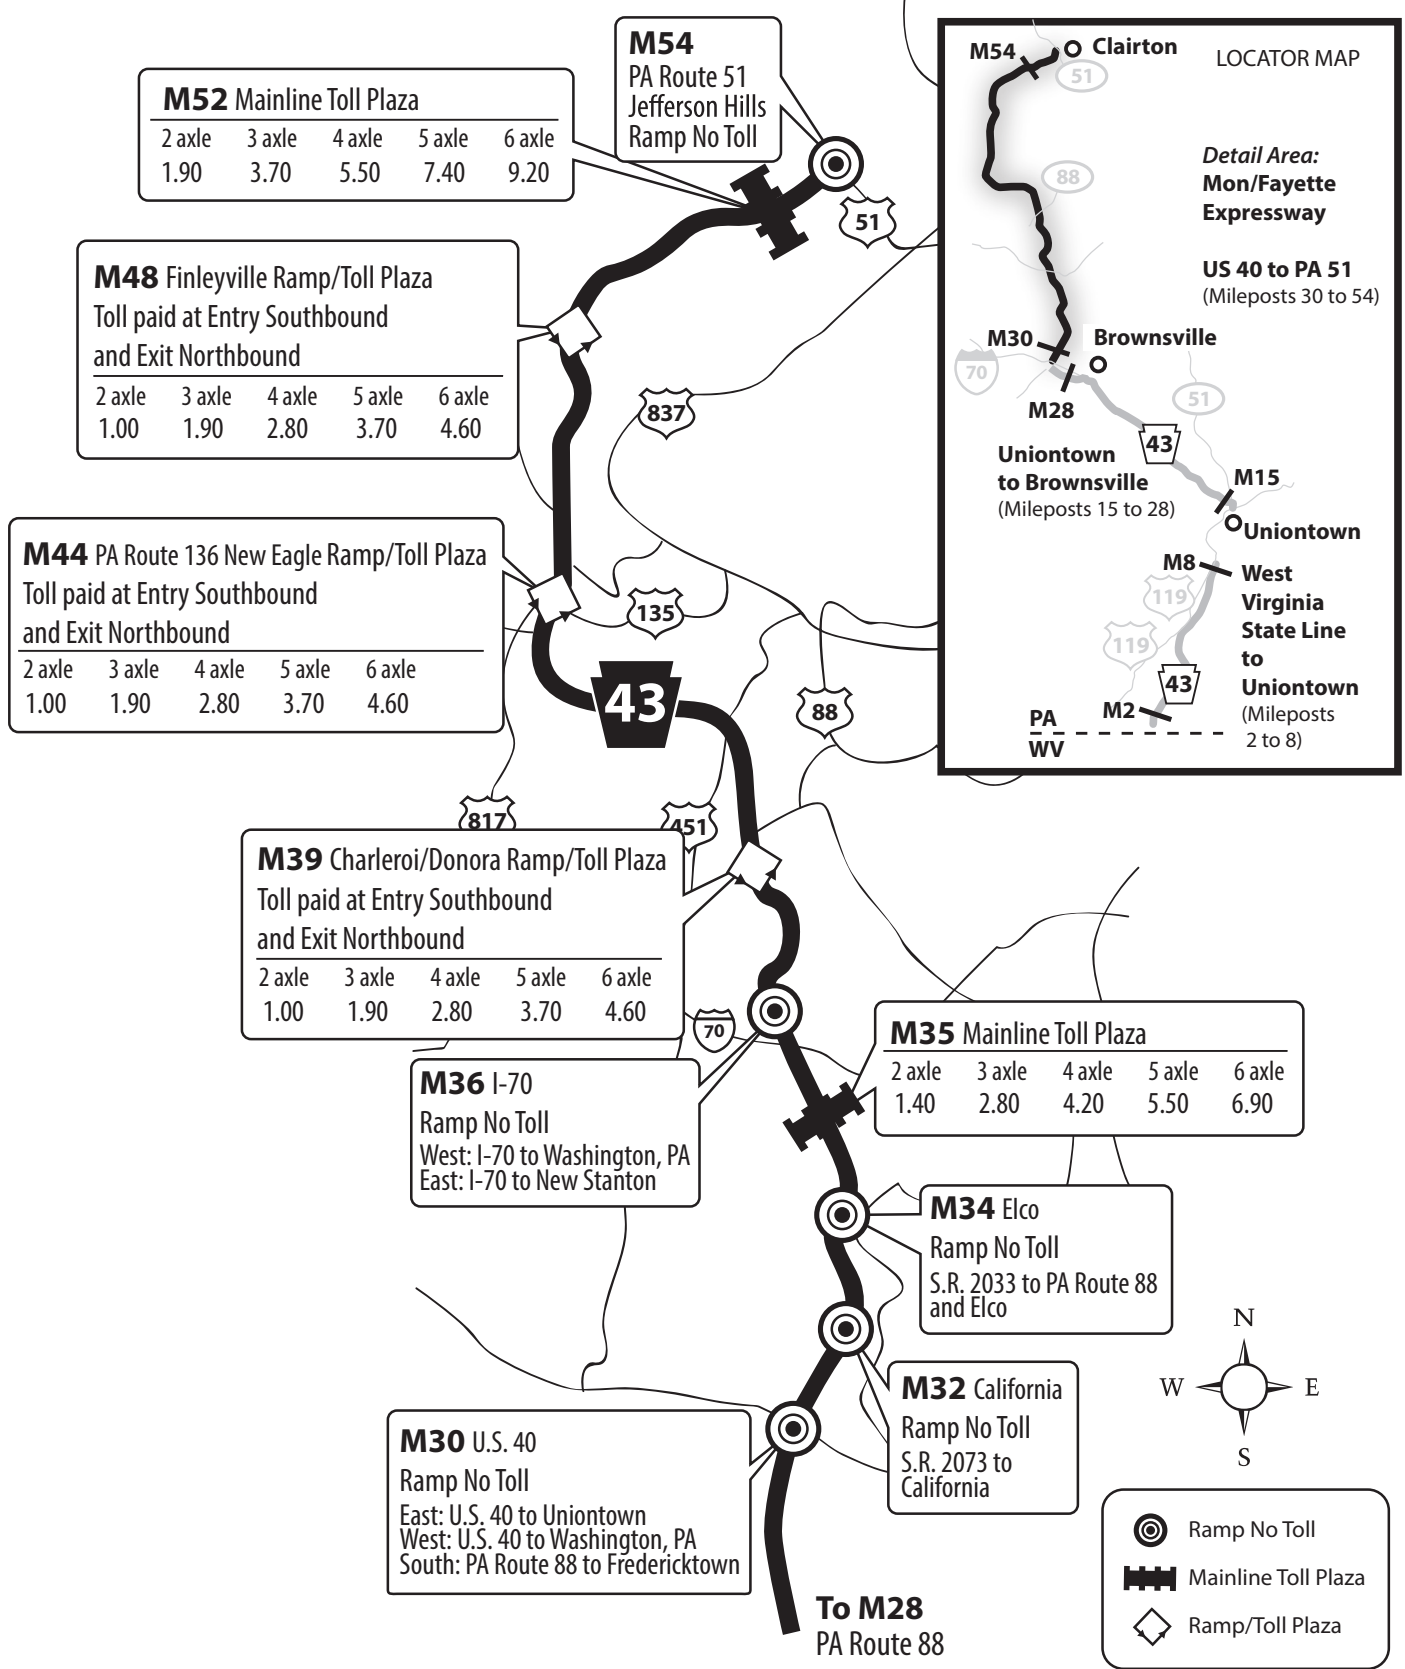 M54
PA Route 51
Jefferson Hills
Ramp No Toll
M52 Mainline Toll Plaza
2 axle 3 axle 4 axle 5 axle 6 axle
1.90 3.70 5.50 7.40 9.20
51
M48 Finleyville Ramp/Toll Plaza
Toll paid at Entry Southbound
and Exit Northbound
2 axle 3 axle 4 axle 5 axle 6 axle
1.00 1.90 2.80 3.70 4.60
837
M44 PA Route 136 New Eagle Ramp/Toll Plaza
Toll paid at Entry Southbound
and Exit Northbound
2 axle 3 axle 4 axle 5 axle 6 axle
1.00 1.90 2.80 3.70 4.60
135
43
88
817
451
M39 Charleroi/Donora Ramp/Toll Plaza
Toll paid at Entry Southbound
and Exit Northbound
2 axle 3 axle 4 axle 5 axle 6 axle
1.00 1.90 2.80 3.70 4.60
70
M36 I-70
Ramp No Toll
West: I-70 to Washington, PA
East: I-70 to New Stanton
M35 Mainline Toll Plaza
2 axle 3 axle 4 axle 5 axle 6 axle
1.40 2.80 4.20 5.50 6.90
M34 Elco
Ramp No Toll
S.R. 2033 to PA Route 88
and Elco
M32 California
Ramp No Toll
S.R. 2073 to
California
M30 U.S. 40
Ramp No Toll
East: U.S. 40 to Uniontown
West: U.S. 40 to Washington, PA
South: PA Route 88 to Fredericktown
To M28
PA Route 88
LOCATOR MAP
M54
Clairton
51
88
Detail Area:
Mon/Fayette
Expressway
US 40 to PA 51
(Mileposts 30 to 54)
M30
Brownsville
70
M28
51
43
Uniontown
to Brownsville
(Mileposts 15 to 28)
M15
Uniontown
M8
119
119
West
Virginia
State Line
to
Uniontown
(Mileposts
2 to 8)
43
M2
PA
WV
N
W E
S
Ramp No Toll
Mainline Toll Plaza
Ramp/Toll Plaza